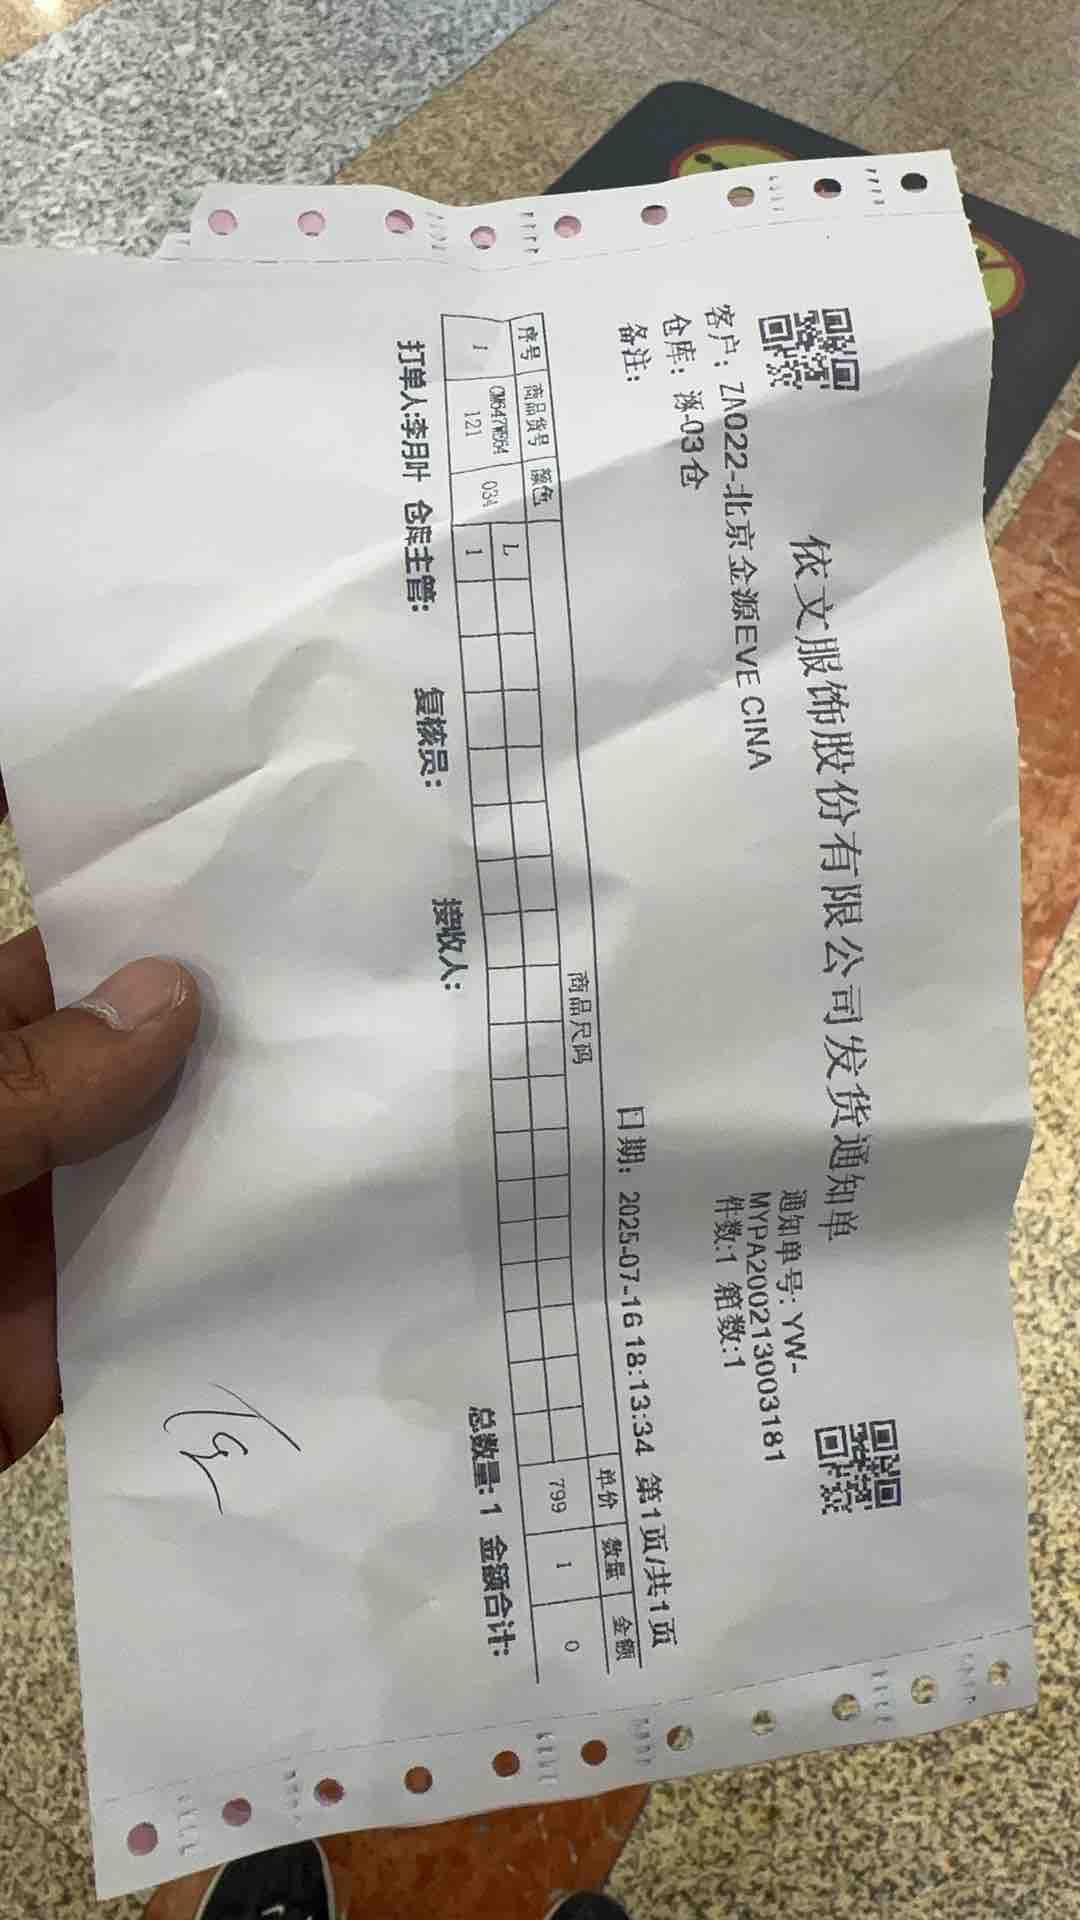 依文服饰股份有限公司发货通知单
通知单号: YW-
MYPA200213003181
客户: ZA022-北京金源EVE CINA
件数:1 箱数:1
仓库: 涿-03仓
备注:
日期: 2025-07-16 18:13:34 第1页/共1页
序号 商品货号 颜色 商品尺码 单价 数量 金额
L
1 CM547W864 121 034 1 799 1 0
总数量: 1 金额合计:
打单人:李月叶 仓库主管: 复核员: 接收人: